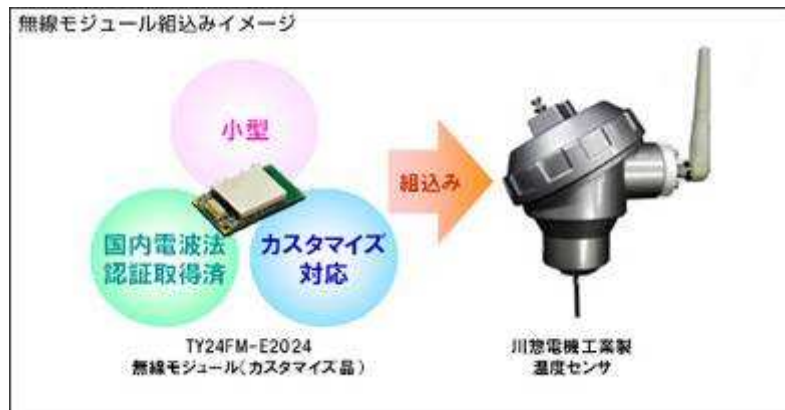 無線モジュール組込みイメージ
小型
国内電波法
認証取得済
カスタマイズ
対応
組込み
TY24FM-E2024
無線モジュール(カスタマイズ品)
川惣電機工業製
温度センサ